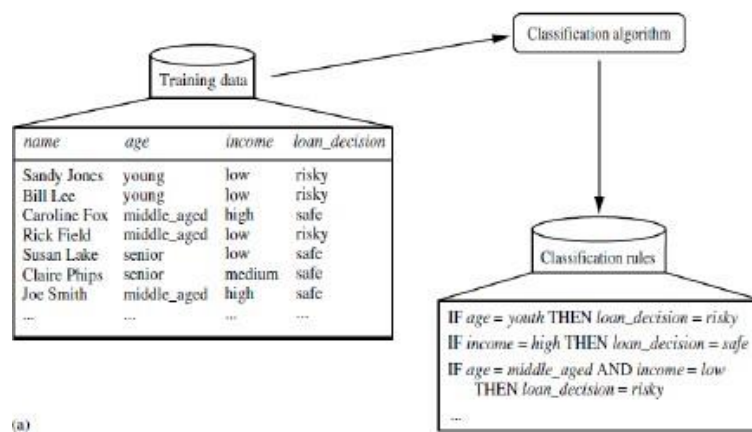 Classification algorithm
Training data
name age income loan_decision
Sandy Jones young low risky
Bill Lee young low risky
Caroline Fox middle_aged high safe
Rick Field middle_aged low risky
Susan Lake senior low safe
Claire Phips senior medium safe
Joe Smith middle_aged high safe
... ... ... ...
Classification rules
IF age = youth THEN loan_decision = risky
IF income = high THEN loan_decision = safe
IF age = middle_aged AND income = low
THEN loan_decision = risky
...
(a)